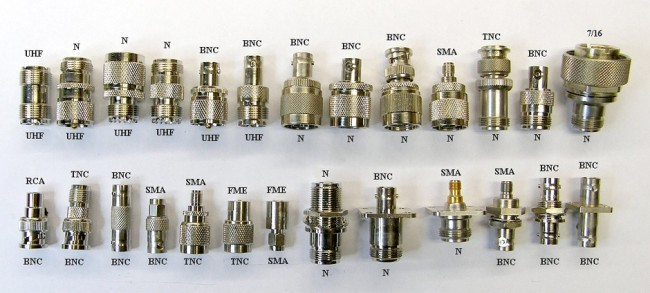 UHF N N N BNC BNC BNC BNC BNC SMA TNC BNC 7/16
UHF UHF UHF UHF UHF UHF N N N N N N N
RCA TNC BNC SMA SMA FME FME N BNC SMA SMA BNC BNC
BNC BNC BNC BNC TNC TNC SMA N N N BNC BNC BNC